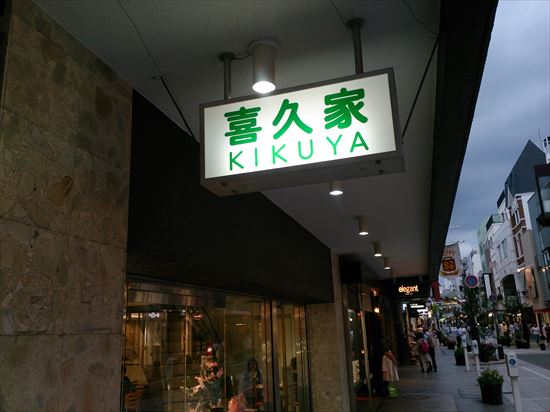 喜久家
KIKUYA
elegant